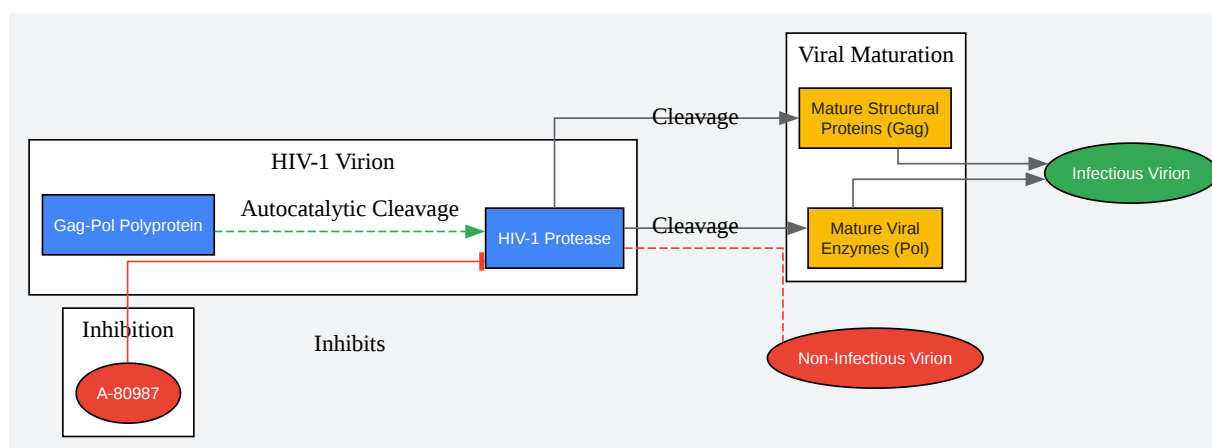 Viral Maturation
Mature Structural
Proteins (Gag)
Cleavage
HIV-1 Virion
Infectious Virion
Gag-Pol Polyprotein
Autocatalytic Cleavage
HIV-1 Protease
Cleavage
Mature Viral
Enzymes (Pol)
Inhibition
Inhibits
Non-Infectious Virion
A-80987